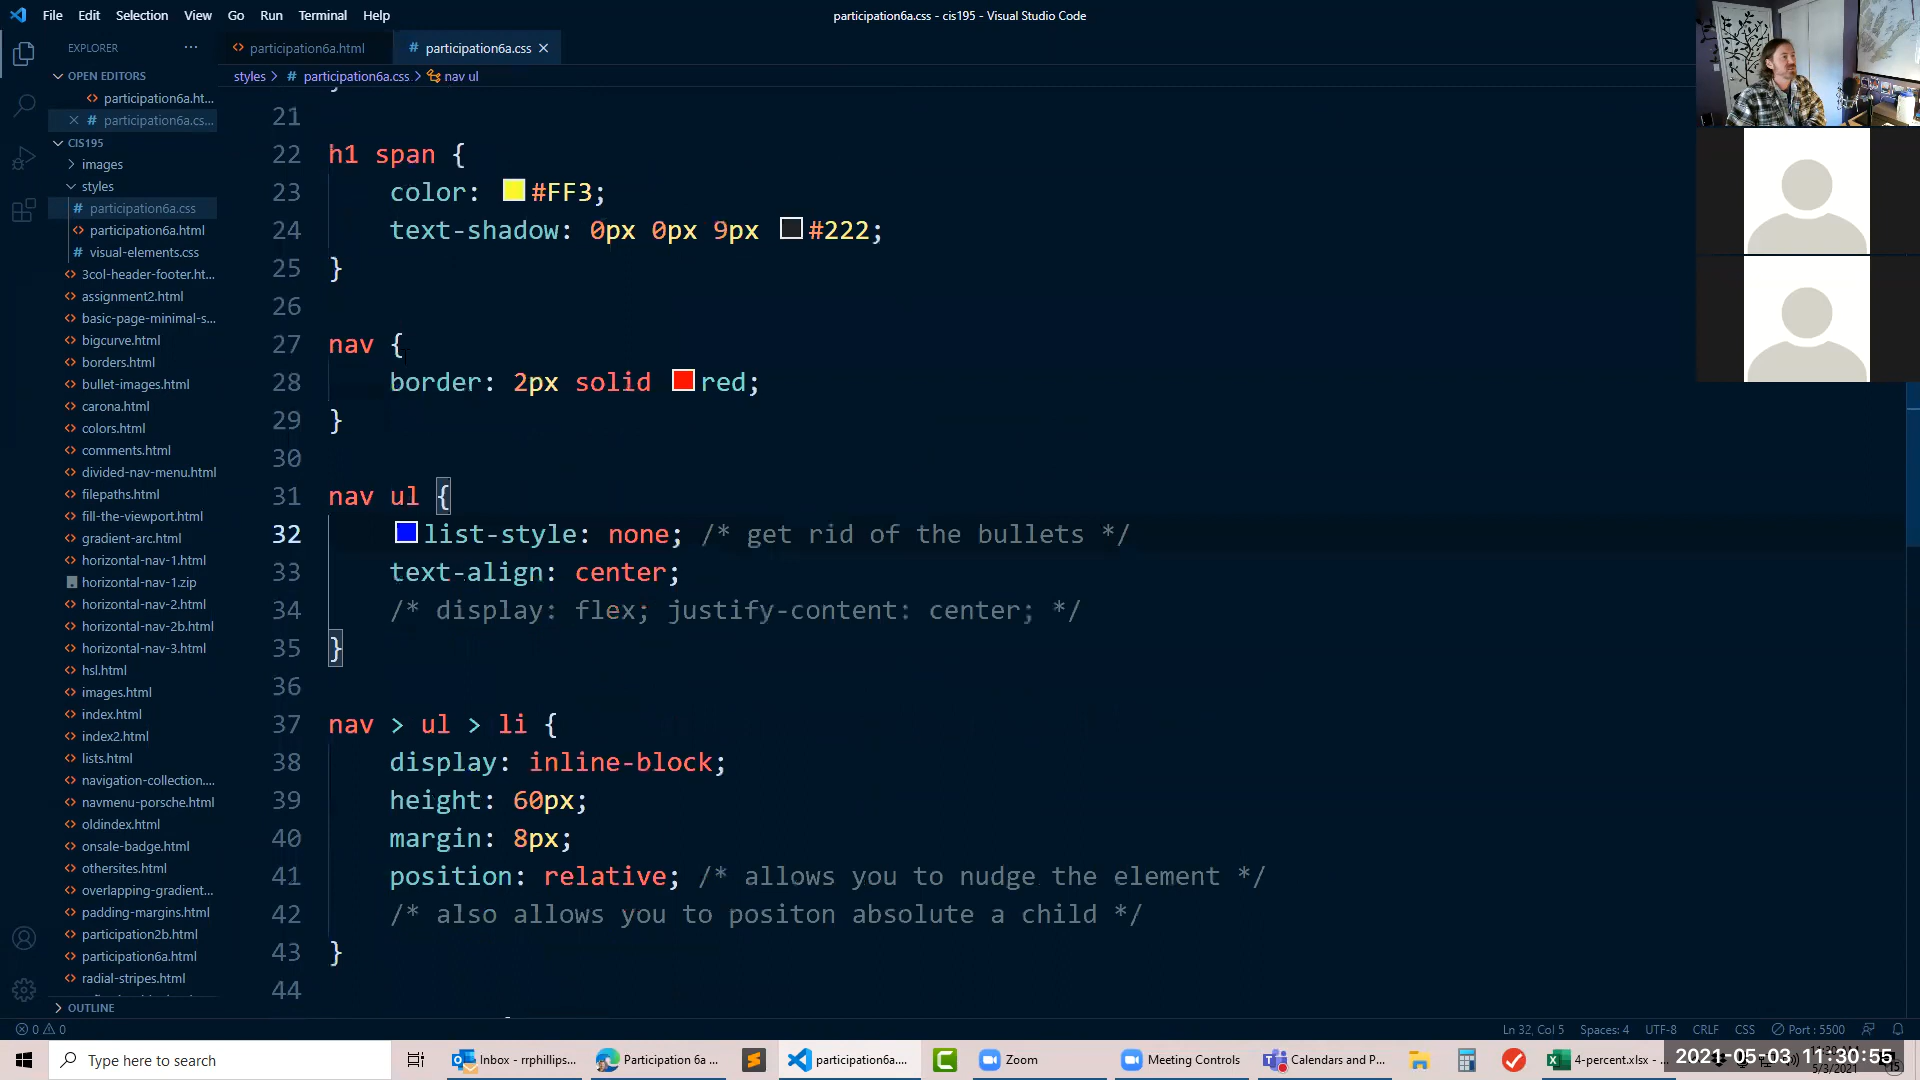 File Edit Selection View Go Run Terminal Help
participation6a.css - cis195 - Visual Studio Code
EXPLORER ···
participation6a.html
# participation6a.css
OPEN EDITORS
participation6a.ht...
# participation6a.cs...
CIS195
images
styles
# participation6a.css
participation6a.html
# visual-elements.css
3col-header-footer.ht...
assignment2.html
basic-page-minimal-s...
bigcurve.html
borders.html
bullet-images.html
carona.html
colors.html
comments.html
divided-nav-menu.html
filepaths.html
fill-the-viewport.html
gradient-arc.html
horizontal-nav-1.html
horizontal-nav-1.zip
horizontal-nav-2.html
horizontal-nav-2b.html
horizontal-nav-3.html
hsl.html
images.html
index.html
index2.html
lists.html
navigation-collection....
navmenu-porsche.html
oldindex.html
onsale-badge.html
othersites.html
overlapping-gradient...
padding-margins.html
participation2b.html
participation6a.html
radial-stripes.html
OUTLINE
styles > # participation6a.css > nav ul
21
22 h1 span {
23 color: #FF3;
24 text-shadow: 0px 0px 9px #222;
25 }
26
27 nav {
28 border: 2px solid red;
29 }
30
31 nav ul {
32 list-style: none; /* get rid of the bullets */
33 text-align: center;
34 /* display: flex; justify-content: center; */
35 }
36
37 nav > ul > li {
38 display: inline-block;
39 height: 60px;
40 margin: 8px;
41 position: relative; /* allows you to nudge the element */
42 /* also allows you to positon absolute a child */
43 }
44
0 0
Ln 32, Col 5 Spaces: 4 UTF-8 CRLF CSS Port : 5500
Type here to search
Inbox - rrphillips...
Participation 6a ...
participation6a....
Zoom
Meeting Controls
Calendars and P...
4-percent.xlsx - ...
2021-05-03 11:30:55
5/3/2021
15